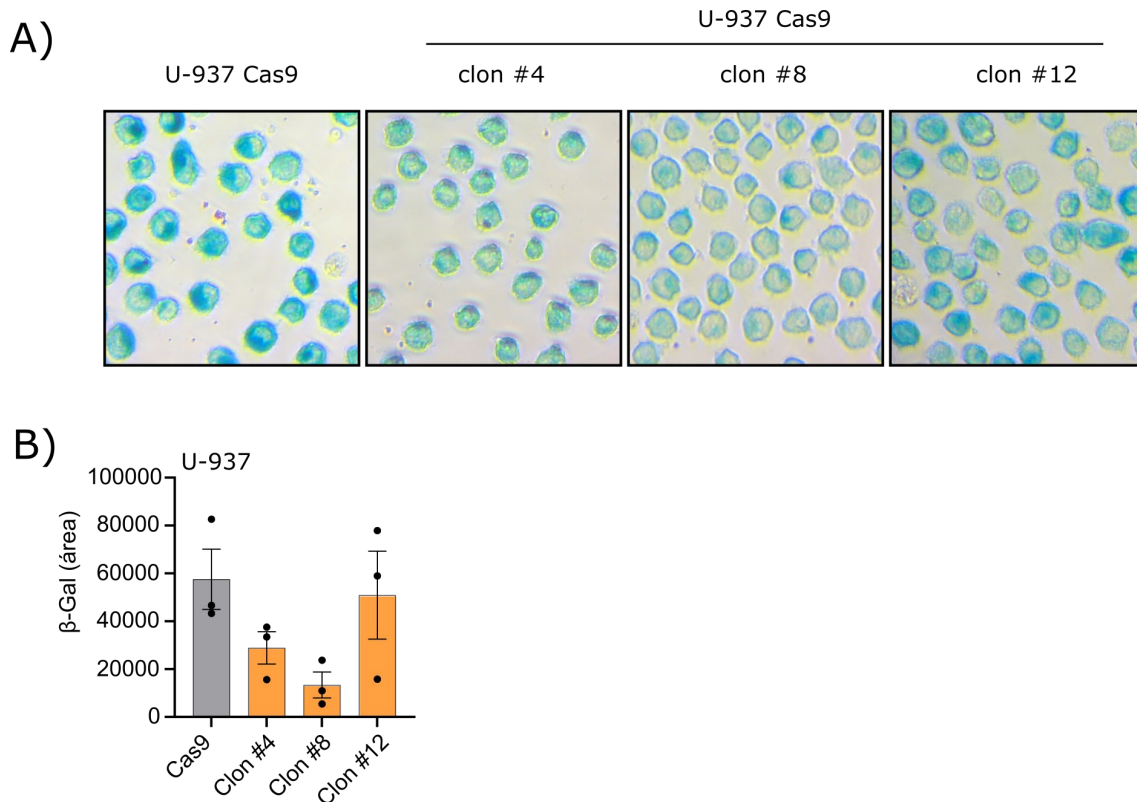 A)
U-937 Cas9
U-937 Cas9
clon #4
clon #8
clon #12
B)
U-937
β-Gal (área)
100000
80000
60000
40000
20000
0
Cas9
Clon #4
Clon #8
Clon #12